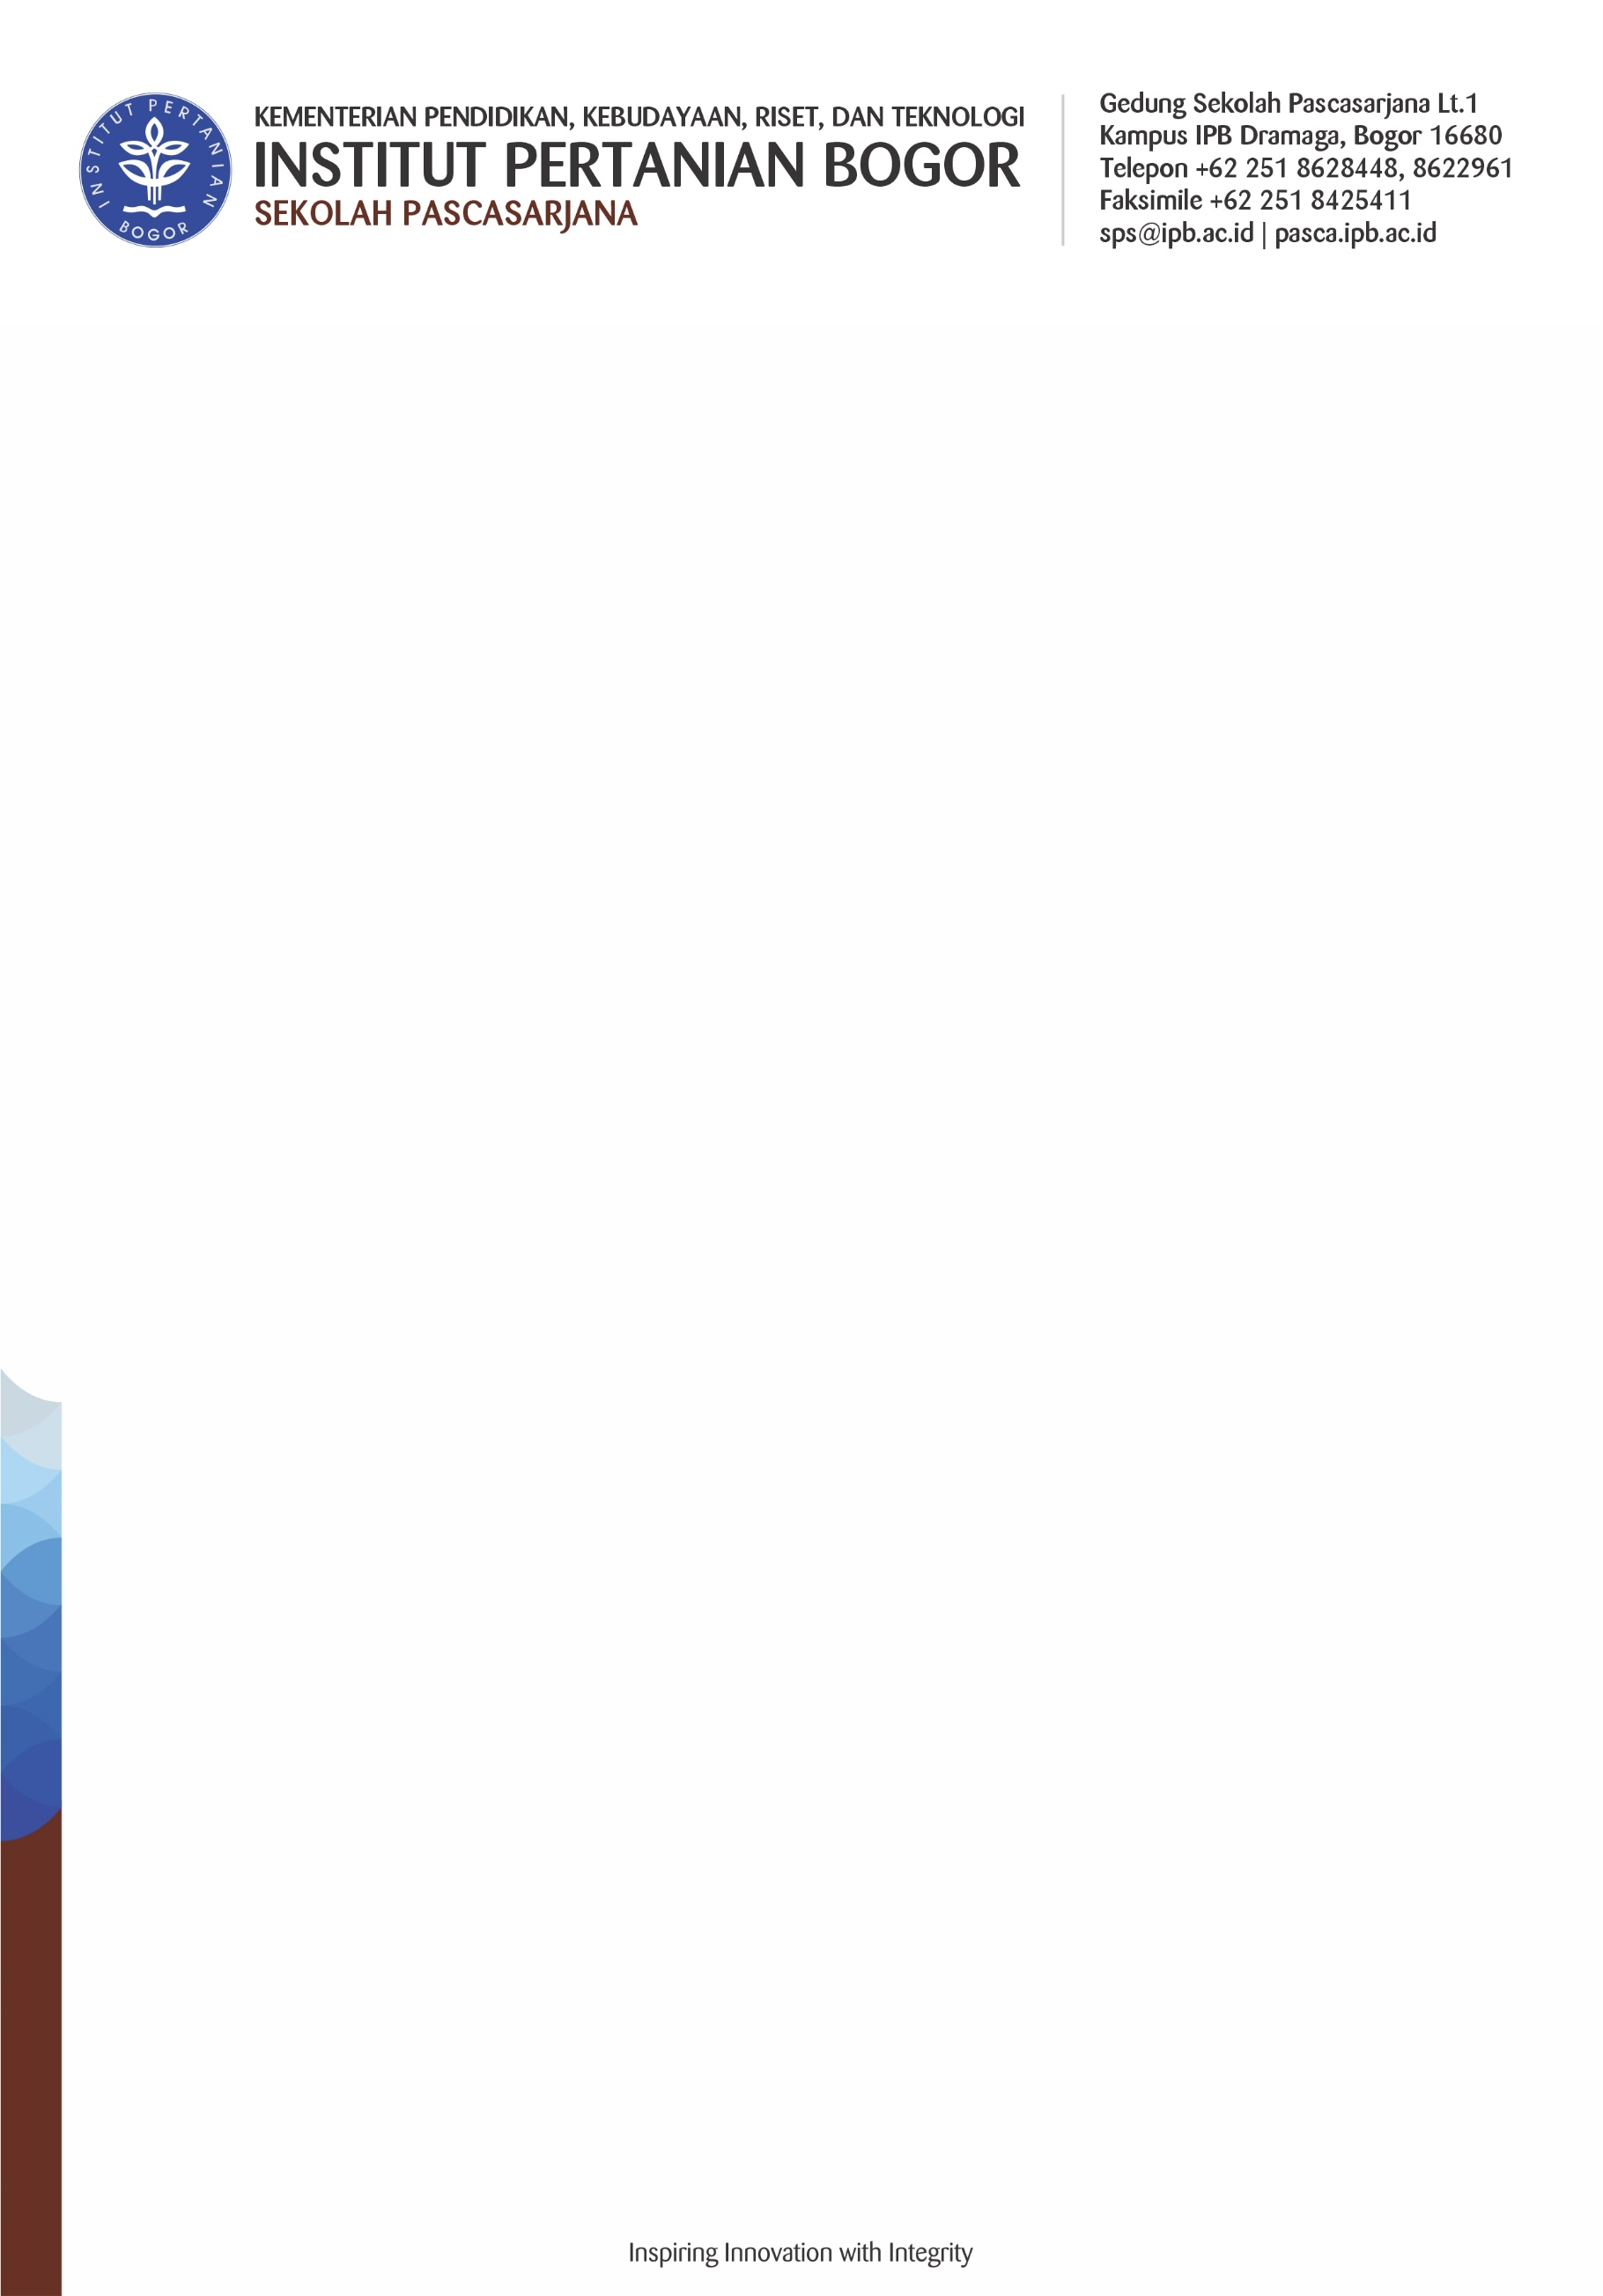 INSTITUT PERTANIAN
BOGOR
KEMENTERIAN PENDIDIKAN, KEBUDAYAAN, RISET, DAN TEKNOLOGI
INSTITUT PERTANIAN BOGOR
SEKOLAH PASCASARJANA
Gedung Sekolah Pascasarjana Lt.1
Kampus IPB Dramaga, Bogor 16680
Telepon +62 251 8628448, 8622961
Faksimile +62 251 8425411
sps@ipb.ac.id | pasca.ipb.ac.id
Inspiring Innovation with Integrity